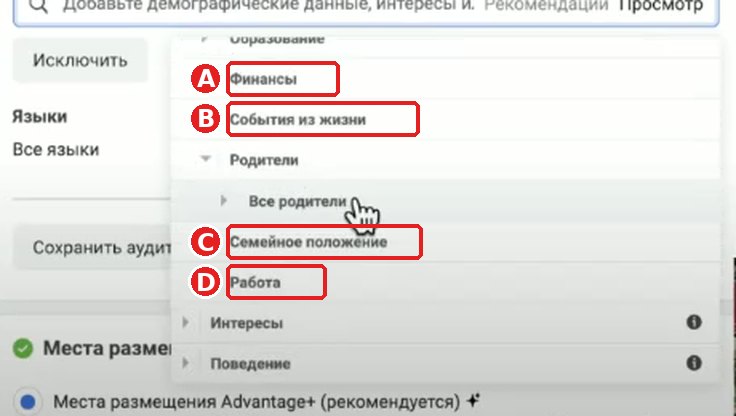 Добавьте демографические данные, интересы и. Рекомендации Просмотр
Исключить
Образование
A Финансы
Языки
B События из жизни
Все языки
Родители
Все родители
Сохранить аудит
C Семейное положение
D Работа
Интересы
Места разме
Поведение
Места размещения Advantage+ (рекомендуется)